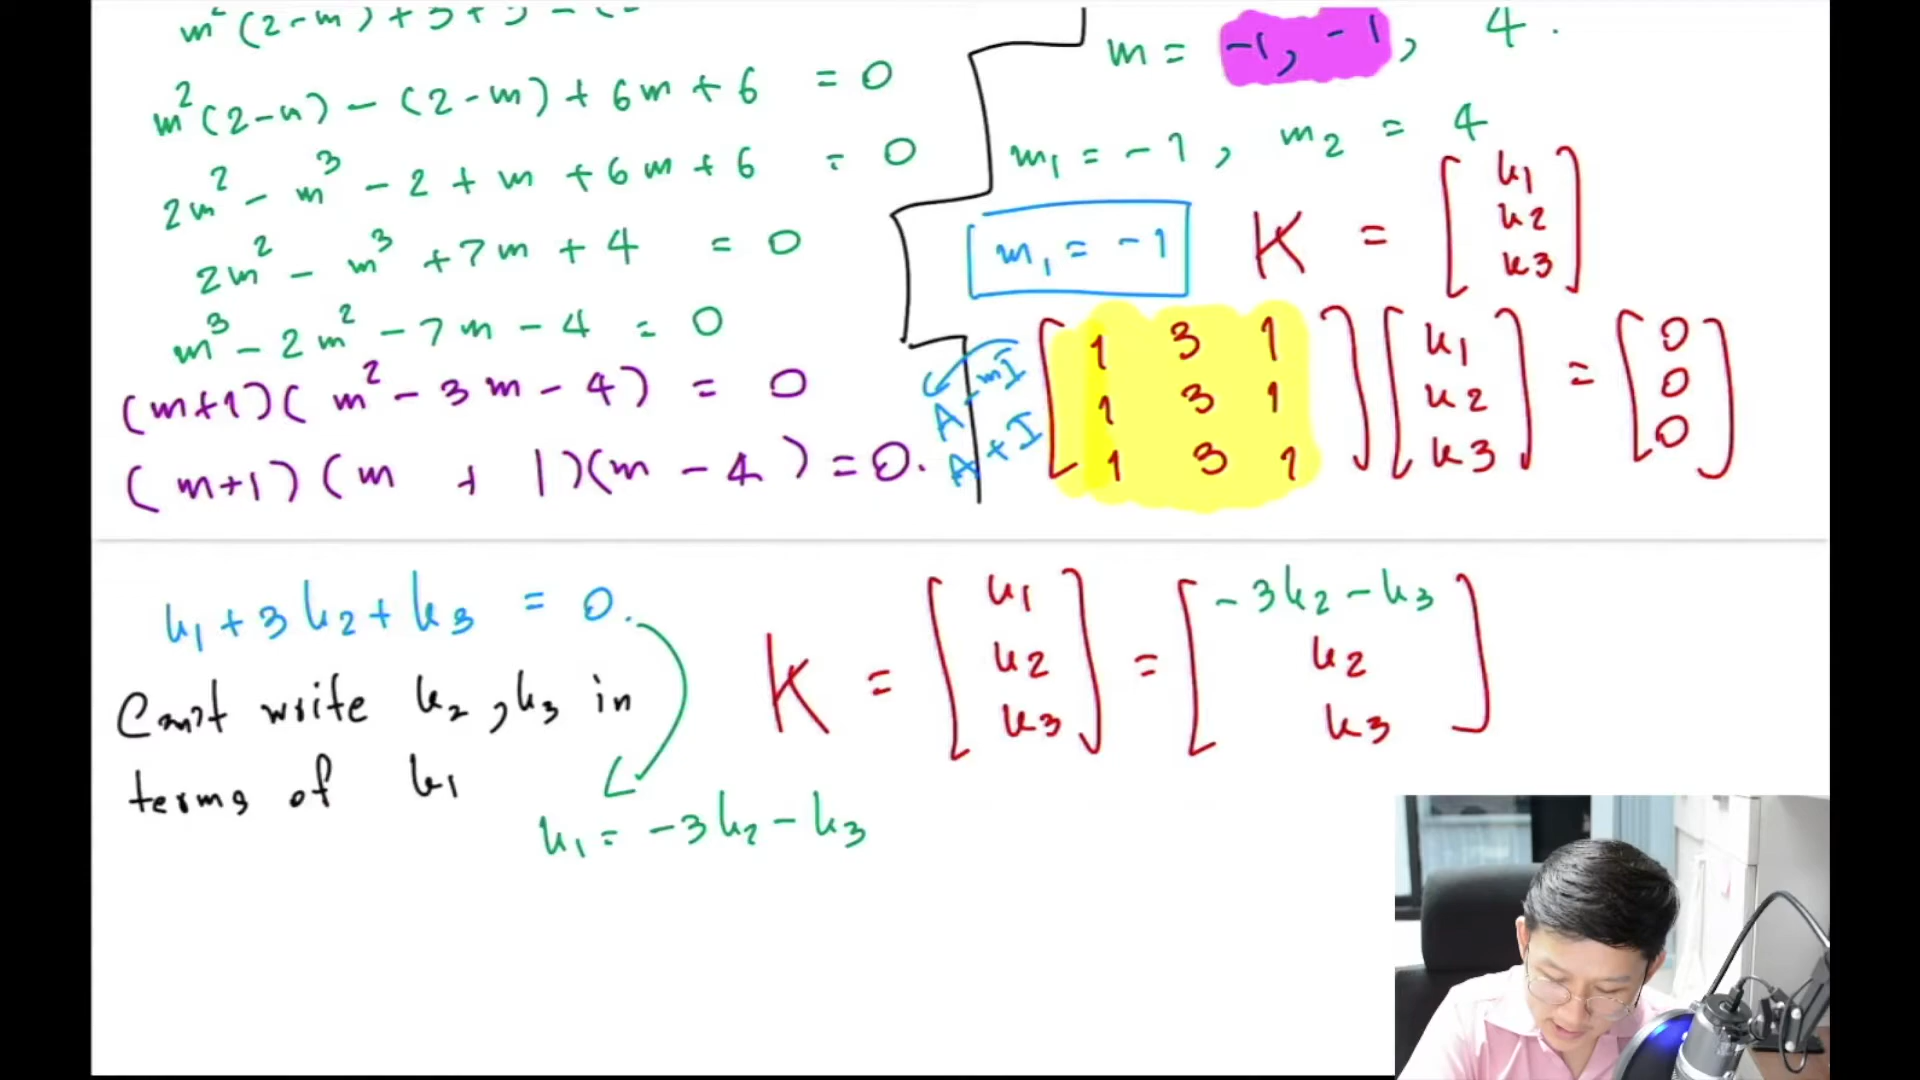 m²(2-m) + 3 + 3
m²(2-m) - (2-m) + 6m + 6 = 0
2m² - m³ - 2 + m + 6m + 6 = 0
2m² - m³ + 7m + 4 = 0
m³ - 2m² - 7m - 4 = 0
(m+1)(m² - 3m - 4) = 0
(m+1)(m + 1)(m - 4) = 0.
m = -1, -1, 4.
m₁ = -1, m₂ = 4
m₁ = -1
K = [k₁ k₂ k₃]
A - mI
A + I
[1 3 1] [k₁] = [0]
[1 3 1] [k₂] [0]
[1 3 1] [k₃] [0]
k₁ + 3k₂ + k₃ = 0.
Can't write k₂, k₃ in
terms of k₁
k₁ = -3k₂ - k₃
K = [k₁] = [-3k₂ - k₃]
[k₂] [k₂]
[k₃] [k₃]